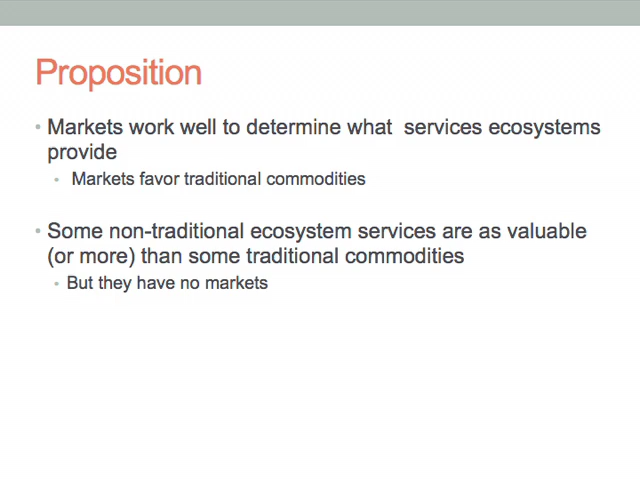 Proposition
• Markets work well to determine what  services ecosystems
provide
• Markets favor traditional commodities
• Some non-traditional ecosystem services are as valuable
(or more) than some traditional commodities
• But they have no markets